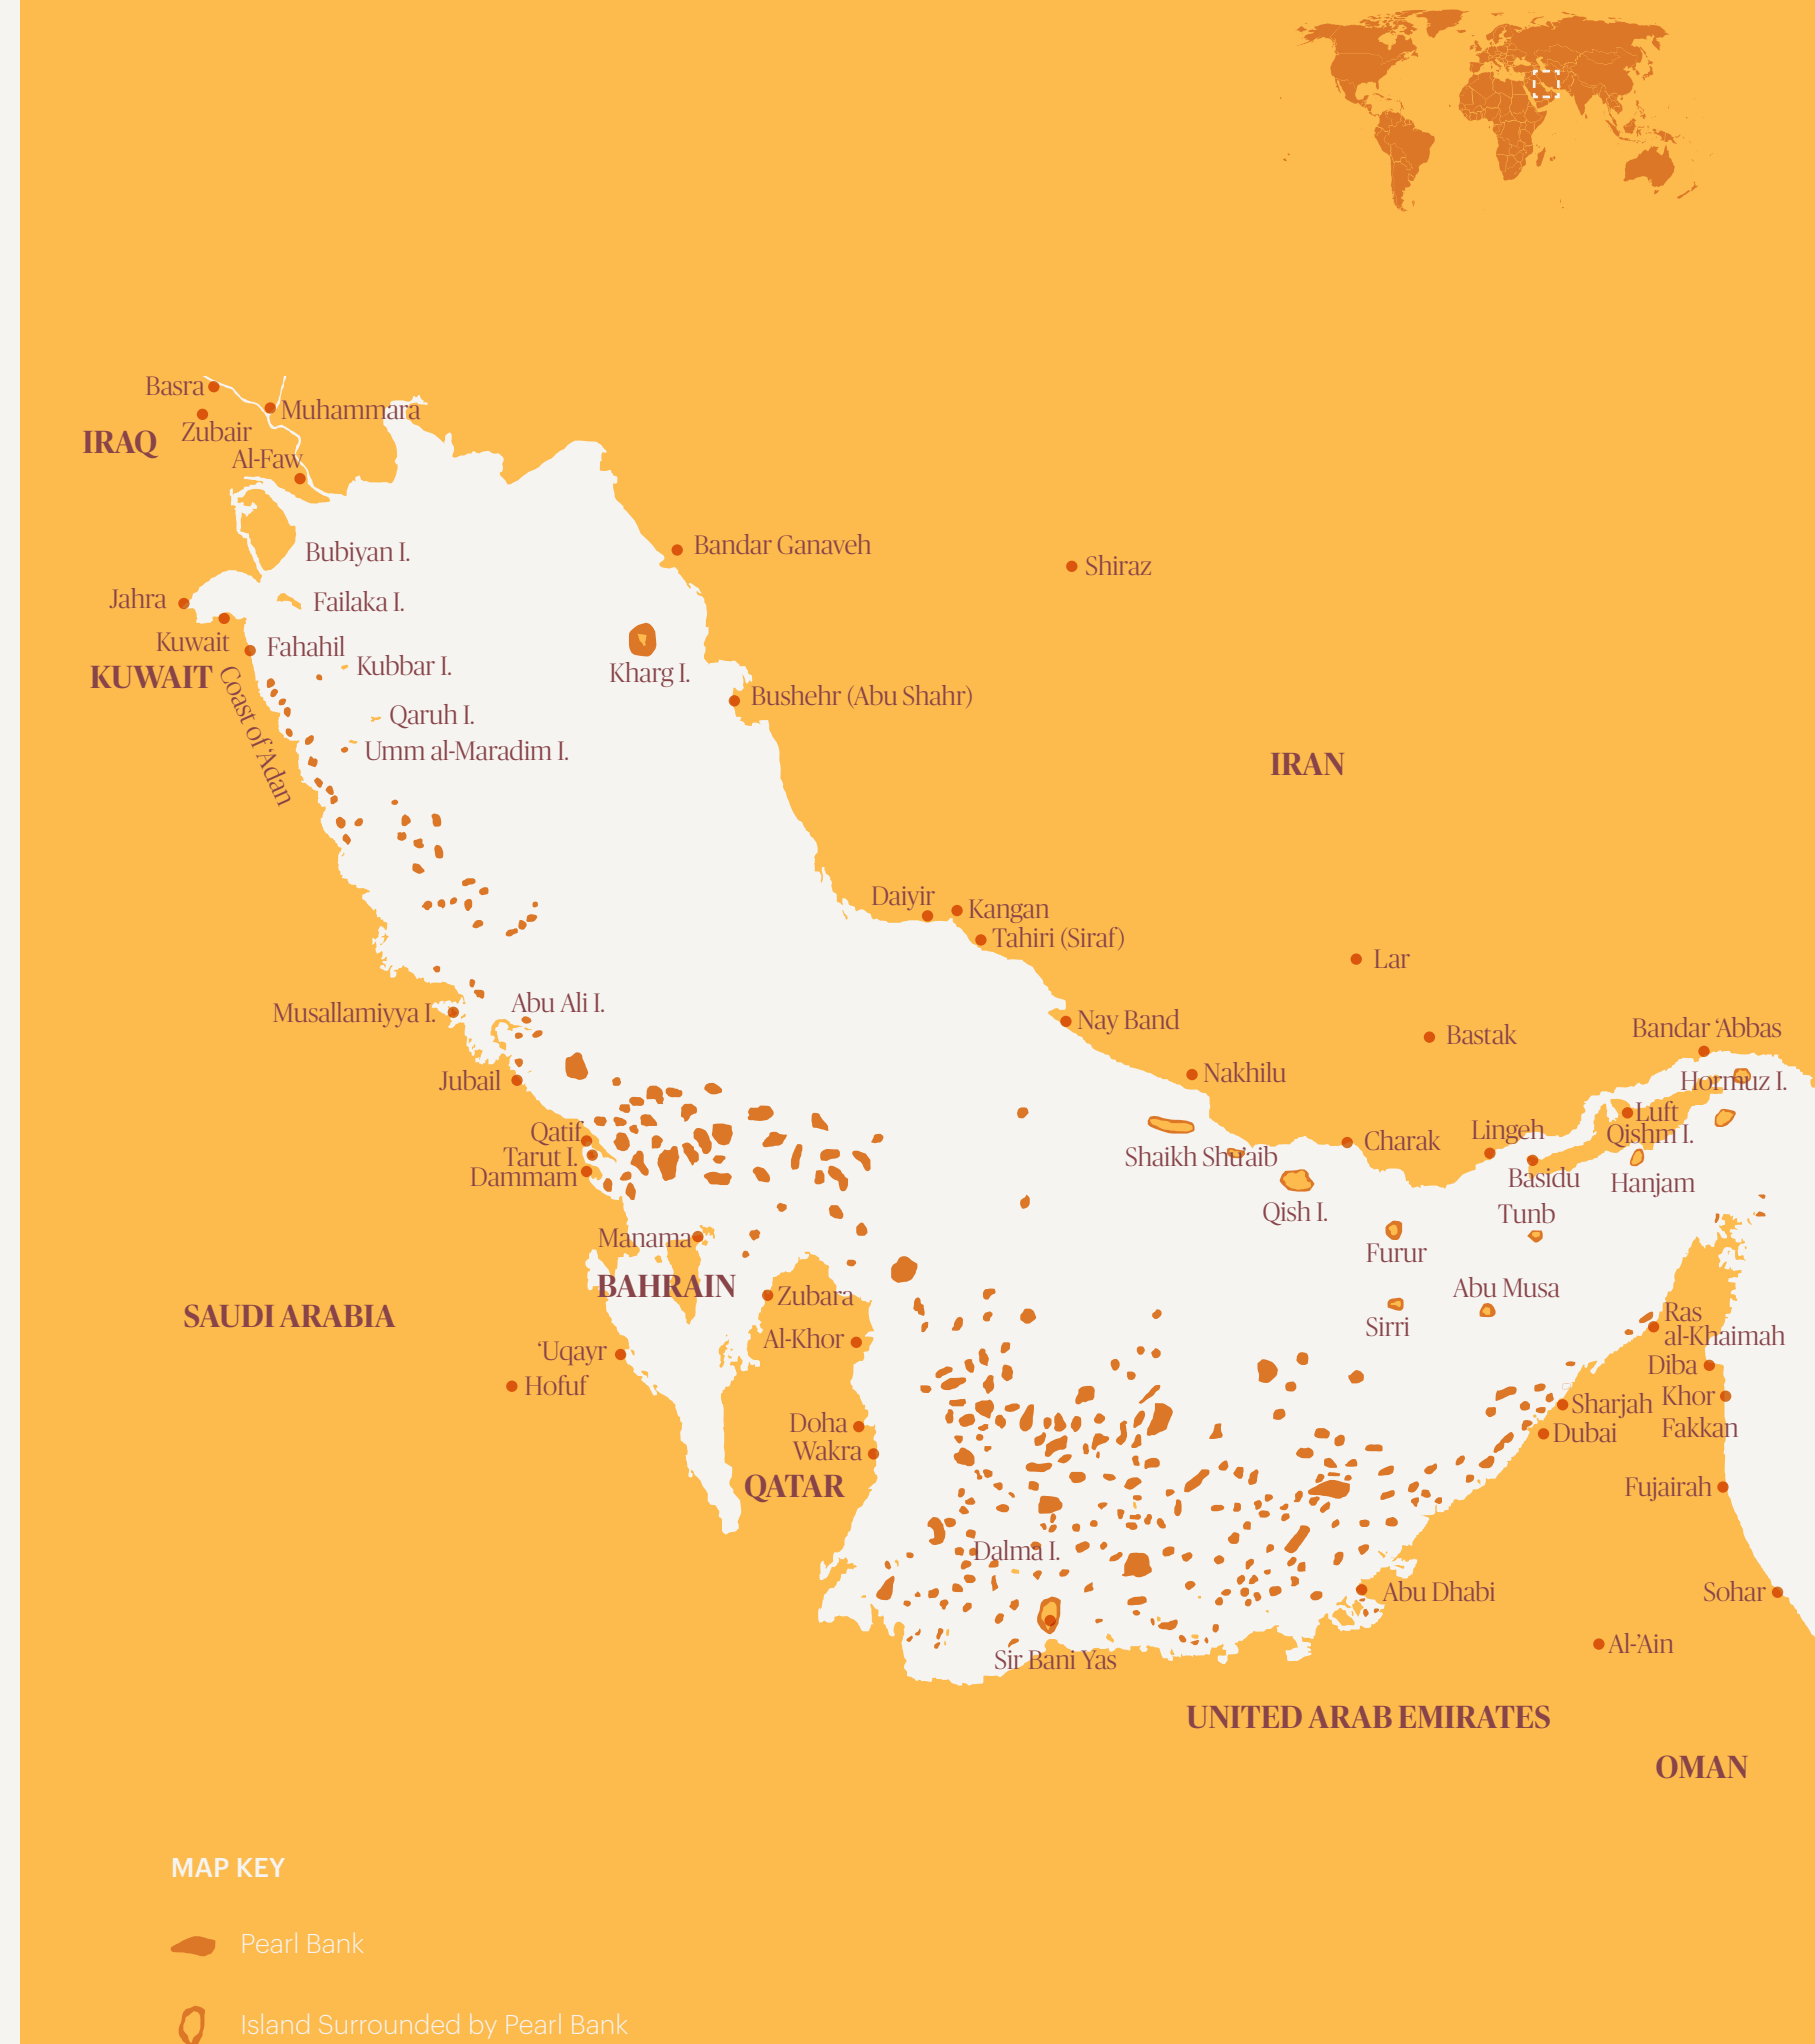 Basra
Muhammara
Zubair
IRAQ
Al-Faw
Bandar Ganaveh
Bubiyan I.
Shiraz
Jahra
Failaka I.
Kuwait
Fahahil
Kubbar I.
KUWAIT
Kharg I.
Coast of 'Adan
Bushehr (Abu Shahr)
Qaruh I.
Umm al-Maradim I.
IRAN
Daiyir
Kangan
Tahiri (Siraf)
Lar
Abu Ali I.
Musallamiyya I.
Nay Band
Bastak
Bandar ‘Abbas
Jubail
Nakhilu
Hormuz I.
Luft
Qatif
Lingeh
Qishm I.
Charak
Tarut I.
Shaikh Shu'aib
Dammam
Basidu
Hanjam
Qish I.
Tunb
Manama
Furur
BAHRAIN
Abu Musa
Zubara
SAUDI ARABIA
Sirri
Ras
al-Khaimah
Al-Khor
‘Uqayr
Diba
Hofuf
Khor
Fakkan
Sharjah
Doha
Dubai
Wakra
QATAR
Fujairah
Dalma I.
Abu Dhabi
Sohar
Al-’Ain
Sir Bani Yas
UNITED ARAB EMIRATES
OMAN
MAP KEY
Pearl Bank
Island Surrounded by Pearl Bank